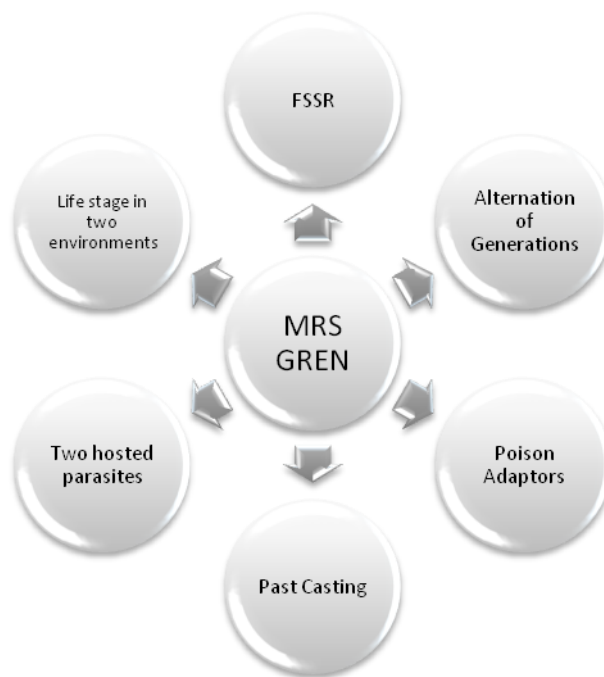 FSSR
Life stage in
two
environments
Alternation
of
Generations
MRS
GREN
Two hosted
parasites
Poison
Adaptors
Past Casting